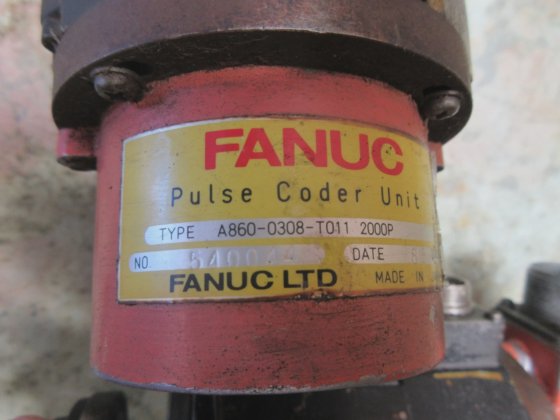 FANUC
Pulse Coder Unit
TYPE A860-0308-T011 2000P
NO. DATE
FANUC LTD MADE IN